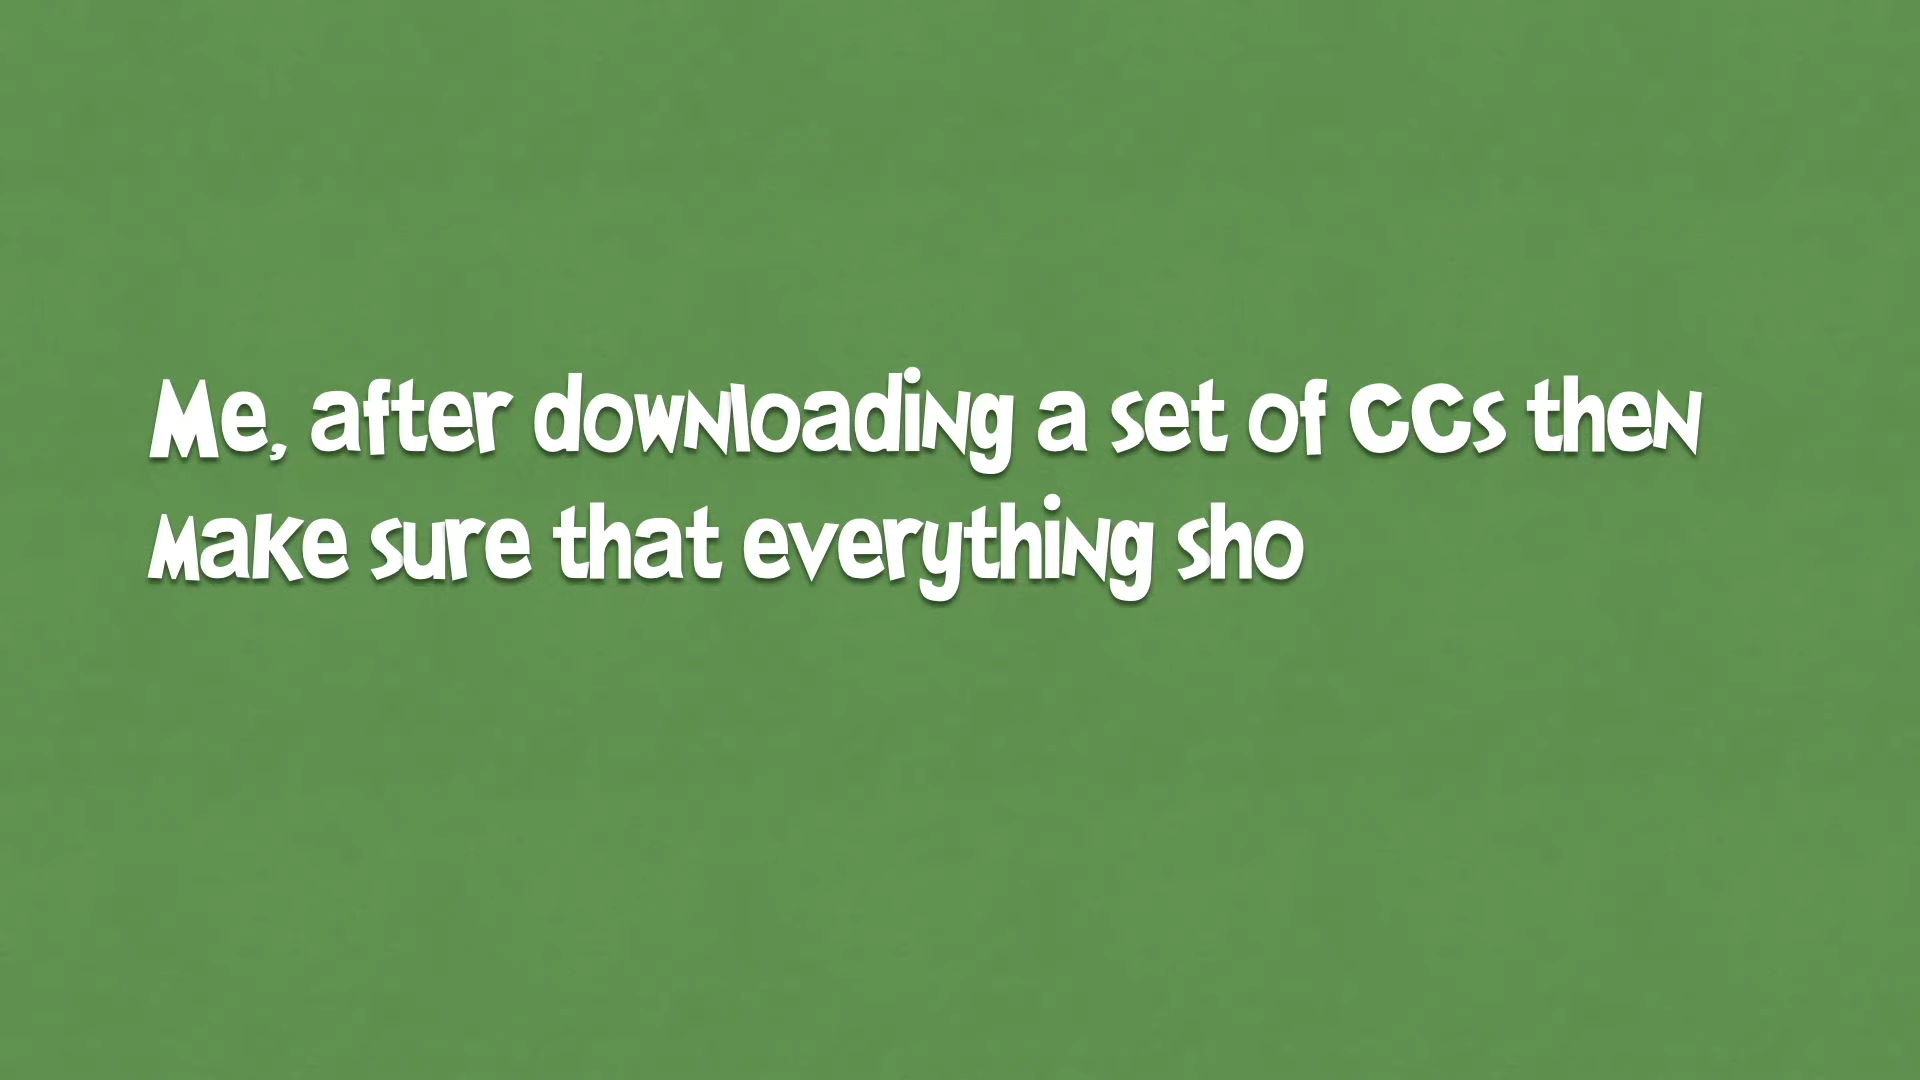 Me, after downloading a set of CCs then
make sure that everything sho